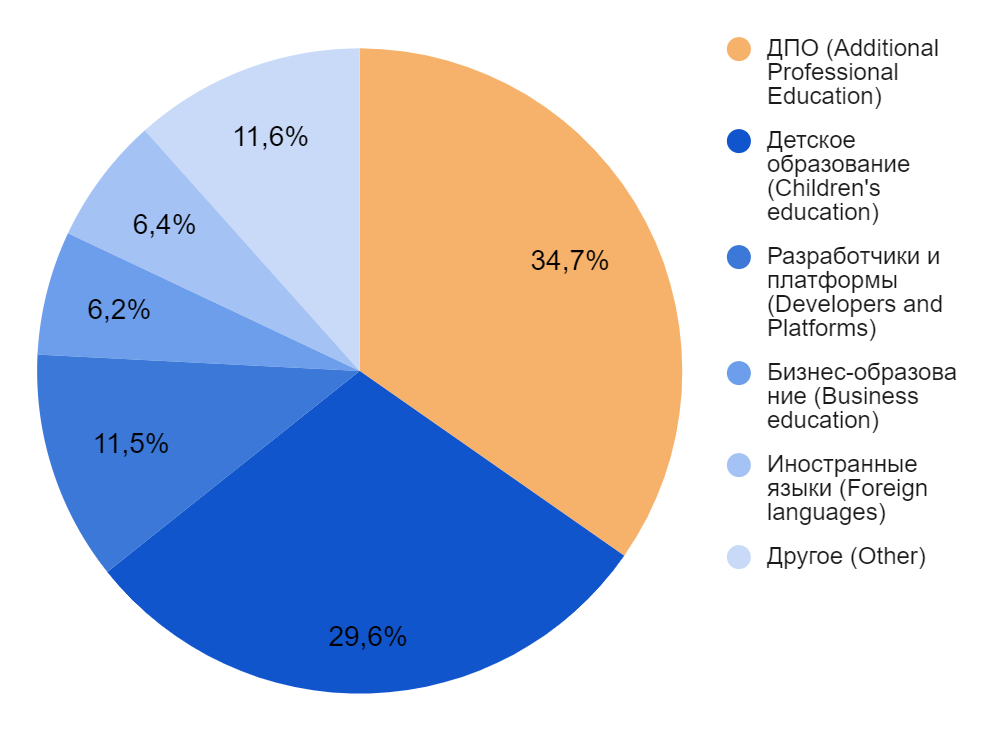 11,6%
6,4%
34,7%
6,2%
11,5%
29,6%
ДПО (Additional
Professional
Education)
Детское
образование
(Children's
education)
Разработчики и
платформы
(Developers and
Platforms)
Бизнес-образова
ние (Business
education)
Иностранные
языки (Foreign
languages)
Другое (Other)